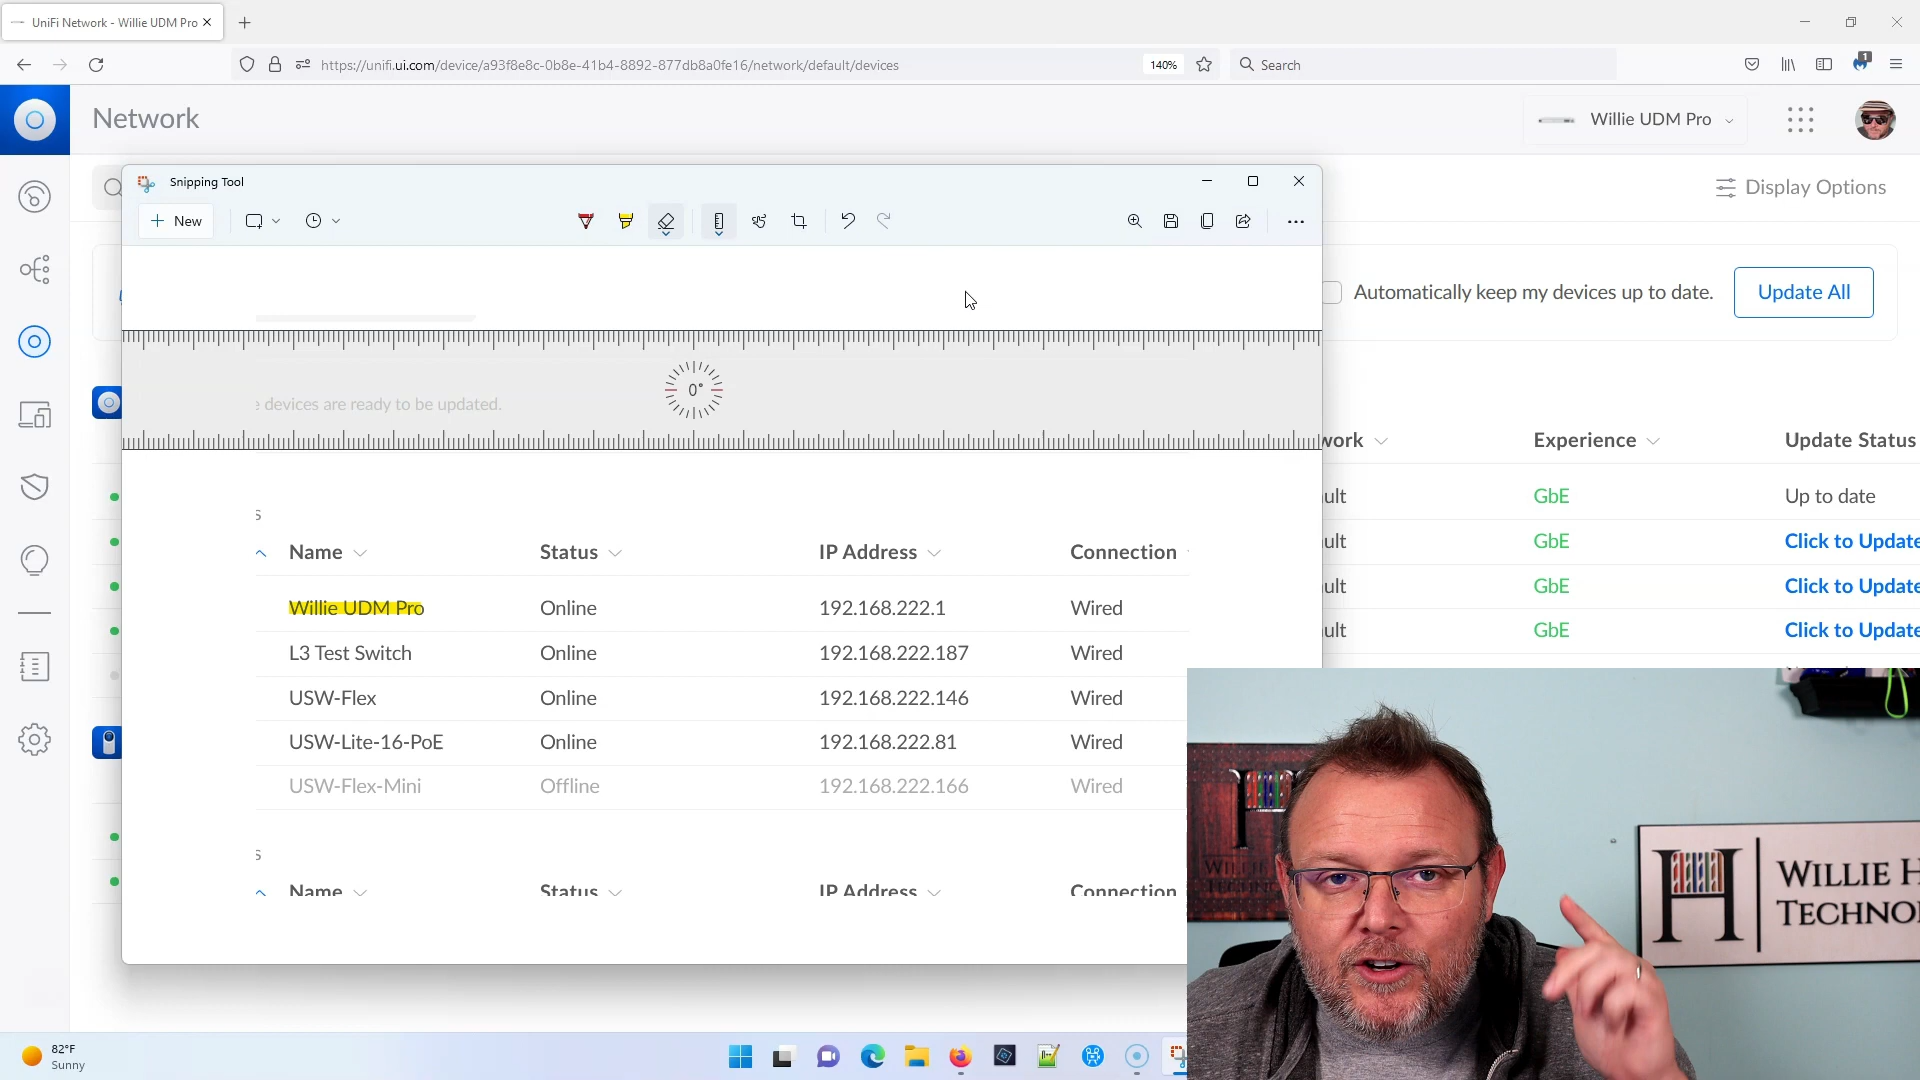 UniFi Network - Willie UDM Pro
https://unifi.ui.com/device/a93f8e8c-0b8e-41b4-8892-877db8a0fe16/network/default/devices
140%
Search
1
Network
Willie UDM Pro
Snipping Tool
Display Options
New
Automatically keep my devices up to date.
Update All
0°
devices are ready to be updated.
work Experience Update Status
ult GbE Up to date
ult GbE Click to Update
ult GbE Click to Update
ult GbE Click to Update
s
Name Status IP Address Connection
Willie UDM Pro Online 192.168.222.1 Wired
L3 Test Switch Online 192.168.222.187 Wired
USW-Flex Online 192.168.222.146 Wired
USW-Lite-16-PoE Online 192.168.222.81 Wired
USW-Flex-Mini Offline 192.168.222.166 Wired
s
Name Status IP Address Connection
WILLIE H
TECHNO
82°F
Sunny